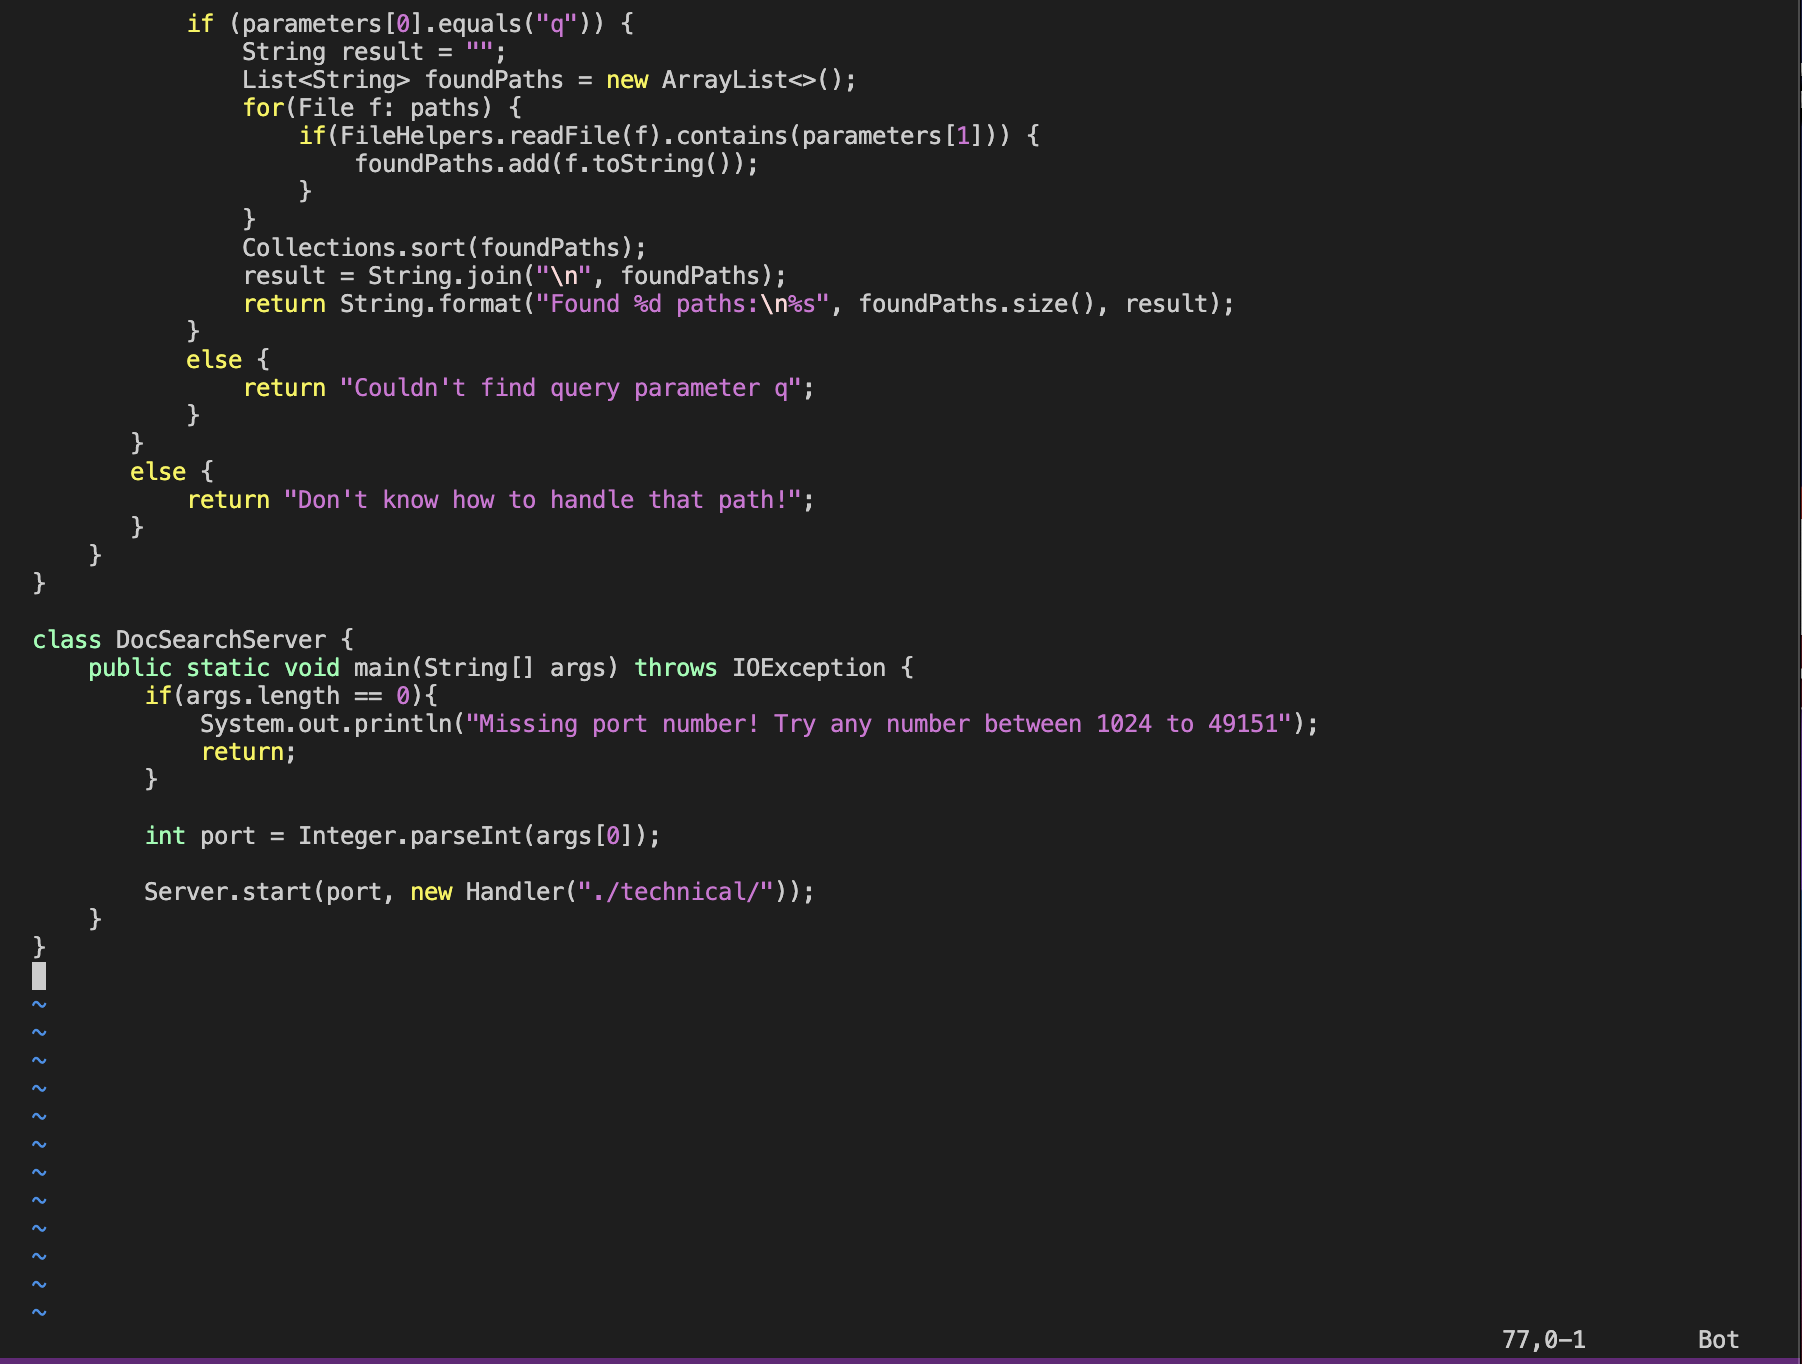 if (parameters[0].equals("q")) {
String result = "";
List<String> foundPaths = new ArrayList<>();
for(File f: paths) {
if(FileHelpers.readFile(f).contains(parameters[1])) {
foundPaths.add(f.toString());
}
}
Collections.sort(foundPaths);
result = String.join("\n", foundPaths);
return String.format("Found %d paths:\n%s", foundPaths.size(), result);
}
else {
return "Couldn't find query parameter q";
}
}
else {
return "Don't know how to handle that path!";
}
}
}
class DocSearchServer {
public static void main(String[] args) throws IOException {
if(args.length == 0){
System.out.println("Missing port number! Try any number between 1024 to 49151");
return;
}
int port = Integer.parseInt(args[0]);
Server.start(port, new Handler("./technical/"));
}
}
~
~
~
~
~
~
~
~
~
~
~
~
77,0-1 Bot